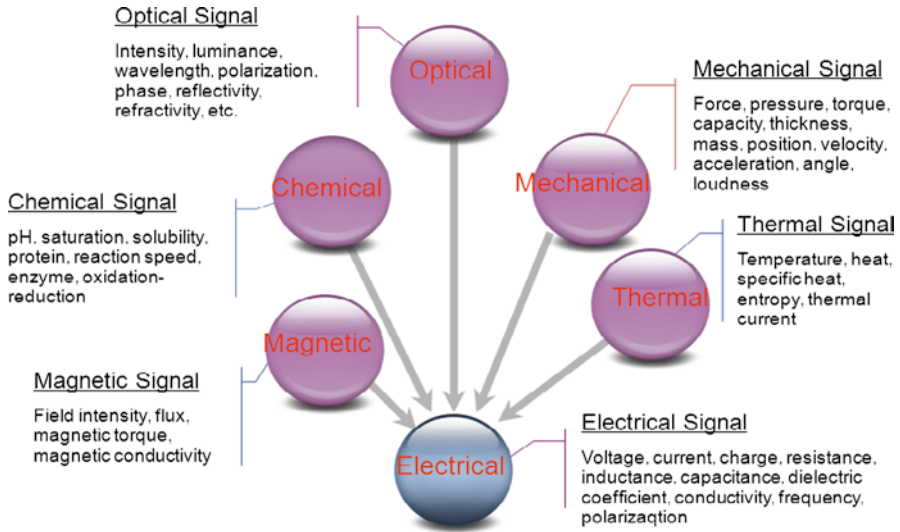 Optical Signal
Intensity, luminance,
wavelength, polarization,
phase, reflectivity,
refractivity, etc.
Optical
Mechanical Signal
Force, pressure, torque,
capacity, thickness,
mass, position, velocity,
acceleration, angle,
loudness
Mechanical
Chemical
Chemical Signal
pH, saturation, solubility,
protein, reaction speed,
enzyme, oxidation-
reduction
Thermal Signal
Temperature, heat,
specific heat,
entropy, thermal
current
Thermal
Magnetic
Magnetic Signal
Field intensity, flux,
magnetic torque,
magnetic conductivity
Electrical
Electrical Signal
Voltage, current, charge, resistance,
inductance, capacitance, dielectric
coefficient, conductivity, frequency,
polarizaqtion